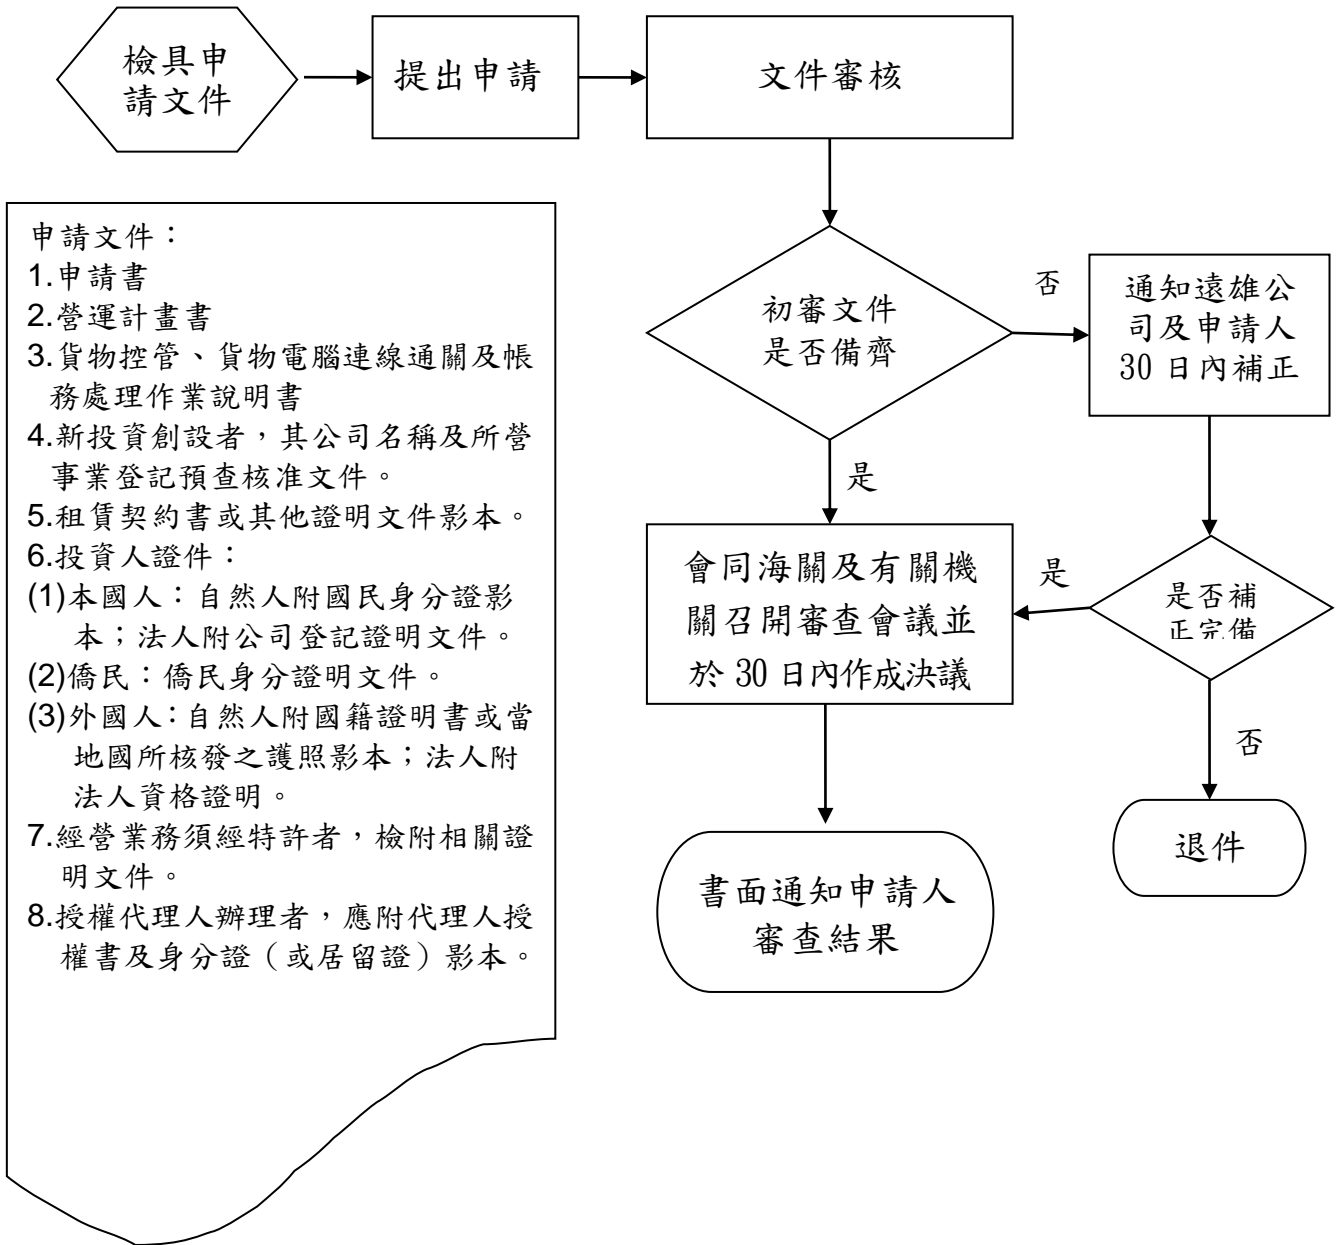 檢具申
請文件
提出申請
文件審核
申請文件：
1.申請書
2.營運計畫書
3.貨物控管、貨物電腦連線通關及帳
務處理作業說明書
4.新投資創設者，其公司名稱及所營
事業登記預查核准文件。
5.租賃契約書或其他證明文件影本。
6.投資人證件：
(1)本國人：自然人附國民身分證影
本；法人附公司登記證明文件。
(2)僑民：僑民身分證明文件。
(3)外國人：自然人附國籍證明書或當
地國所核發之護照影本；法人附
法人資格證明。
7.經營業務須經特許者，檢附相關證
明文件。
8.授權代理人辦理者，應附代理人授
權書及身分證（或居留證）影本。
初審文件
是否備齊
否
通知遠雄公
司及申請人
30 日內補正
是
會同海關及有關機
關召開審查會議並
於 30 日內作成決議
是
是否補
正完備
否
退件
書面通知申請人
審查結果